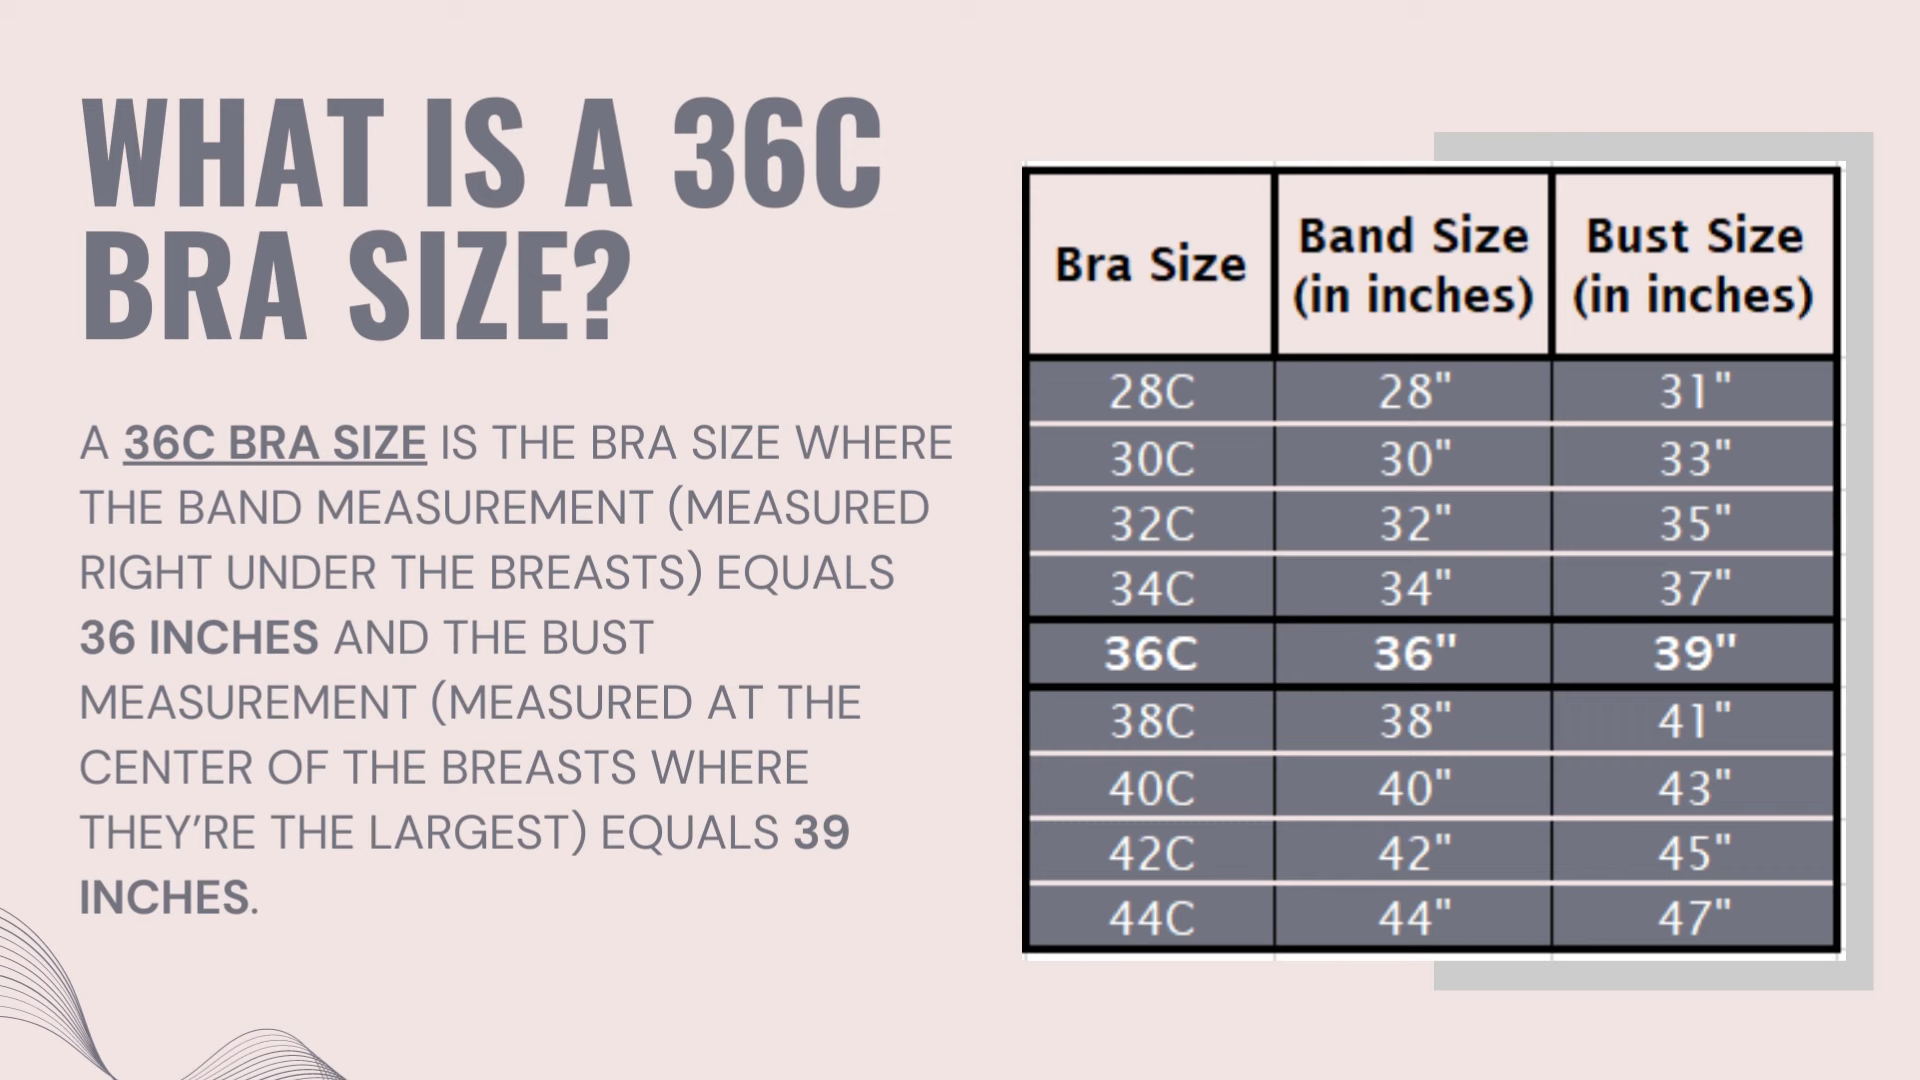 WHAT IS A 36C
BRA SIZE?
A 36C BRA SIZE IS THE BRA SIZE WHERE
THE BAND MEASUREMENT (MEASURED
RIGHT UNDER THE BREASTS) EQUALS
36 INCHES AND THE BUST
MEASUREMENT (MEASURED AT THE
CENTER OF THE BREASTS WHERE
THEY’RE THE LARGEST) EQUALS 39
INCHES.
Bra Size Band Size (in inches) Bust Size (in inches)
28C 28" 31"
30C 30" 33"
32C 32" 35"
34C 34" 37"
36C 36" 39"
38C 38" 41"
40C 40" 43"
42C 42" 45"
44C 44" 47"